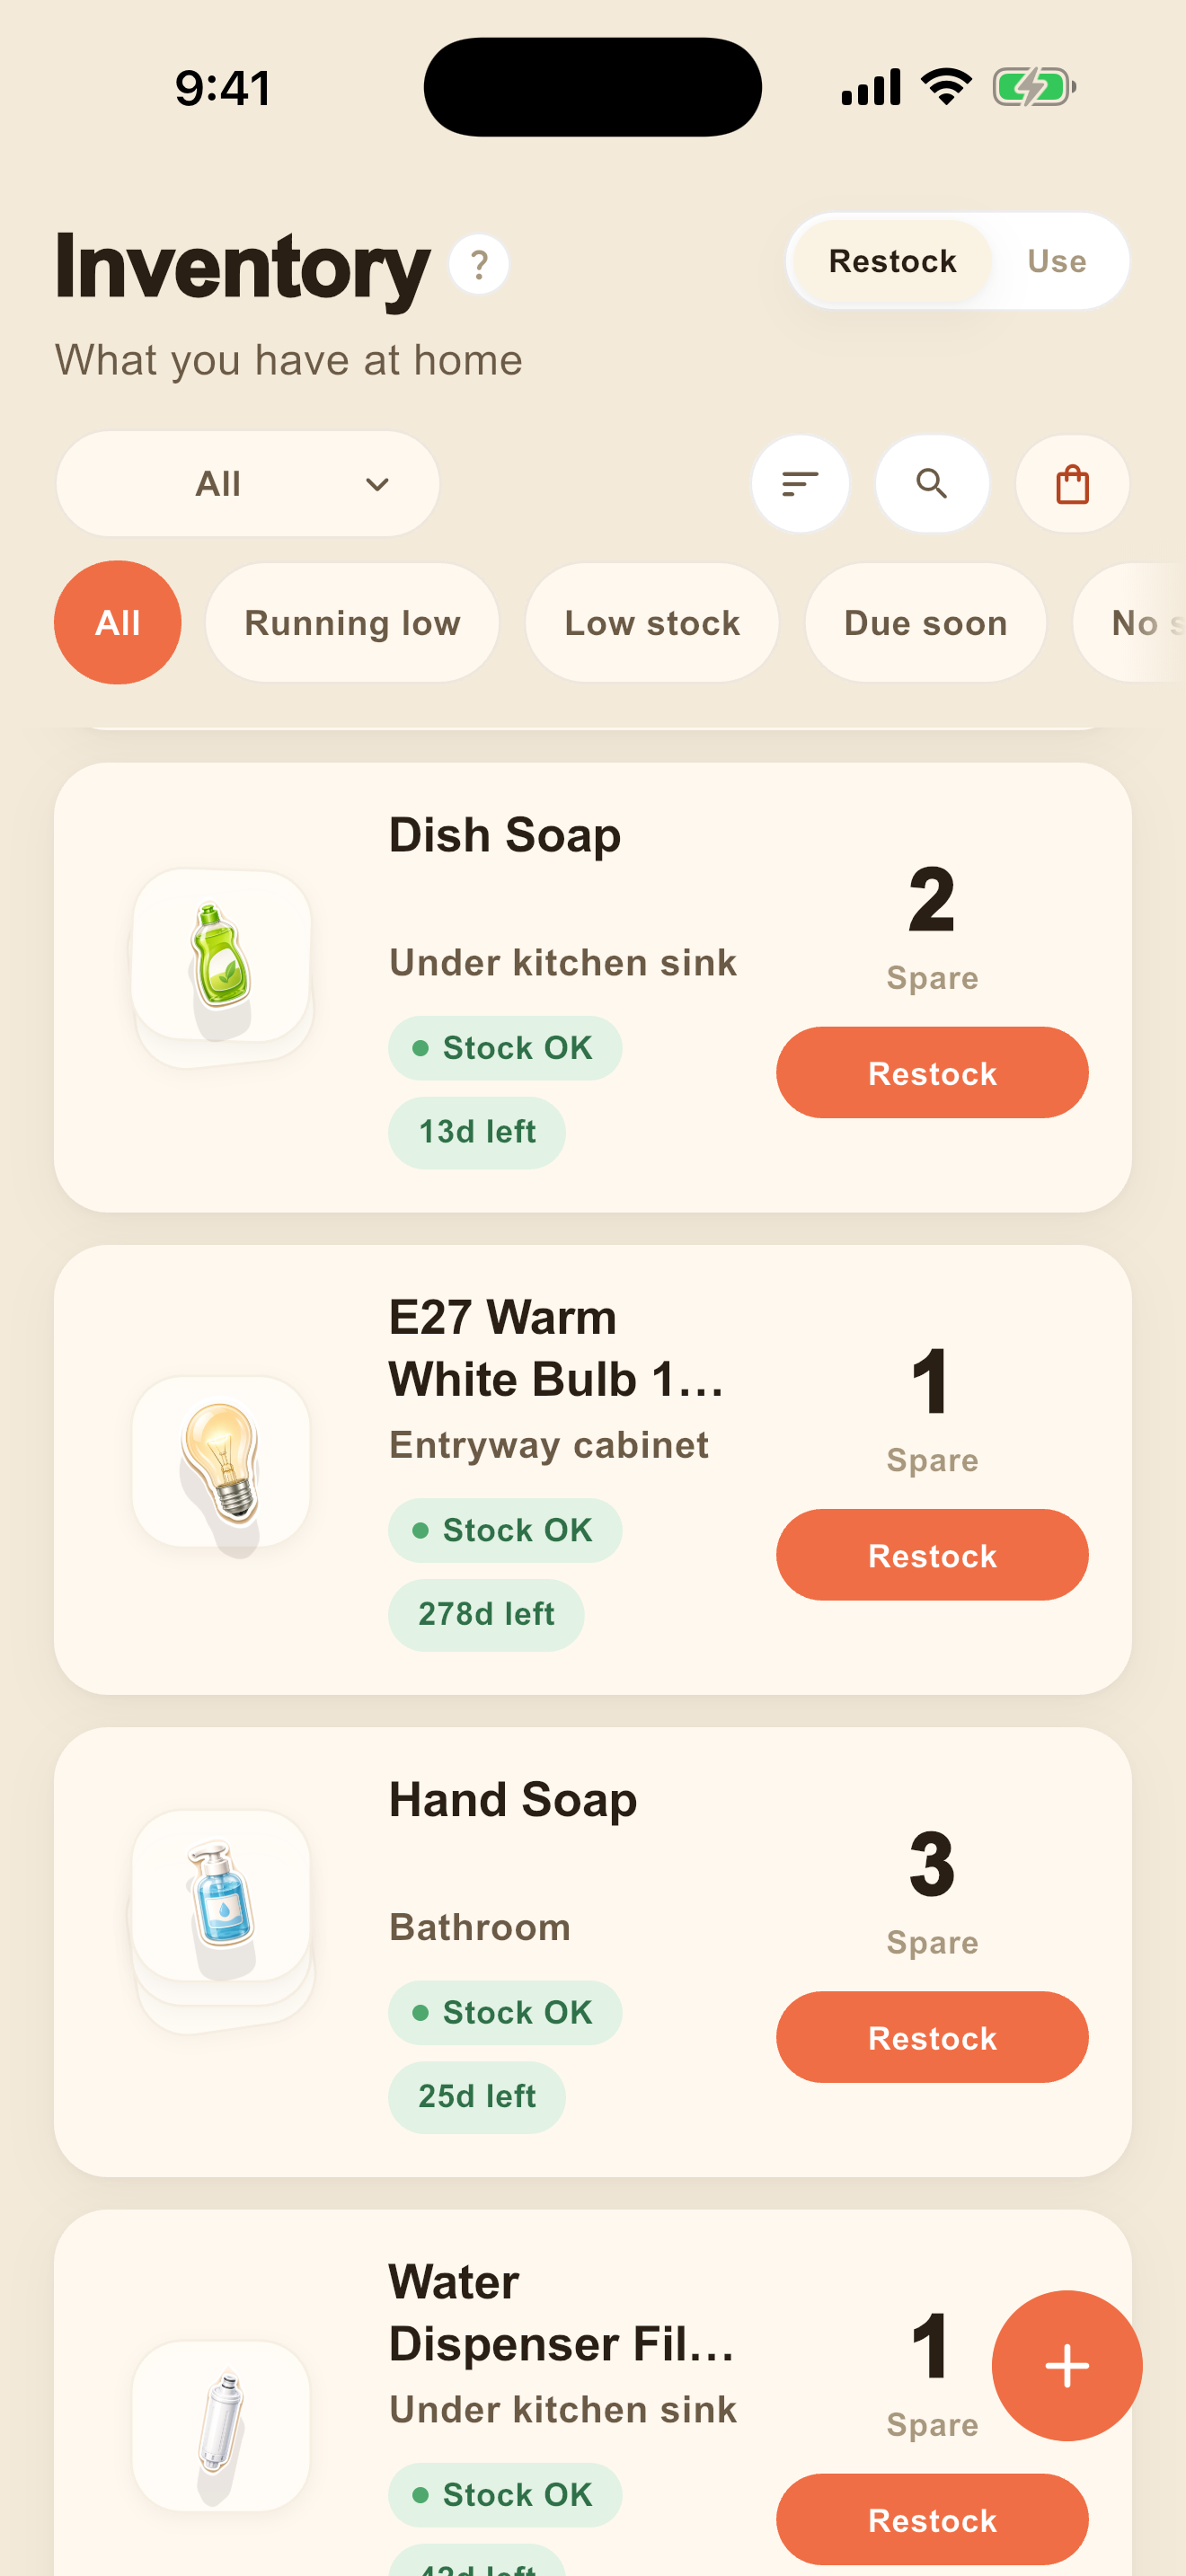 9:41
Inventory
?
Restock
Use
What you have at home
All
All
Running low
Low stock
Due soon
No
Dish Soap
Under kitchen sink
Stock OK
13d left
2
Spare
Restock
E27 Warm
White Bulb 1...
Entryway cabinet
Stock OK
278d left
1
Spare
Restock
Hand Soap
Bathroom
Stock OK
25d left
3
Spare
Restock
Water
Dispenser Fil...
Under kitchen sink
Stock OK
1
Spare
Restock